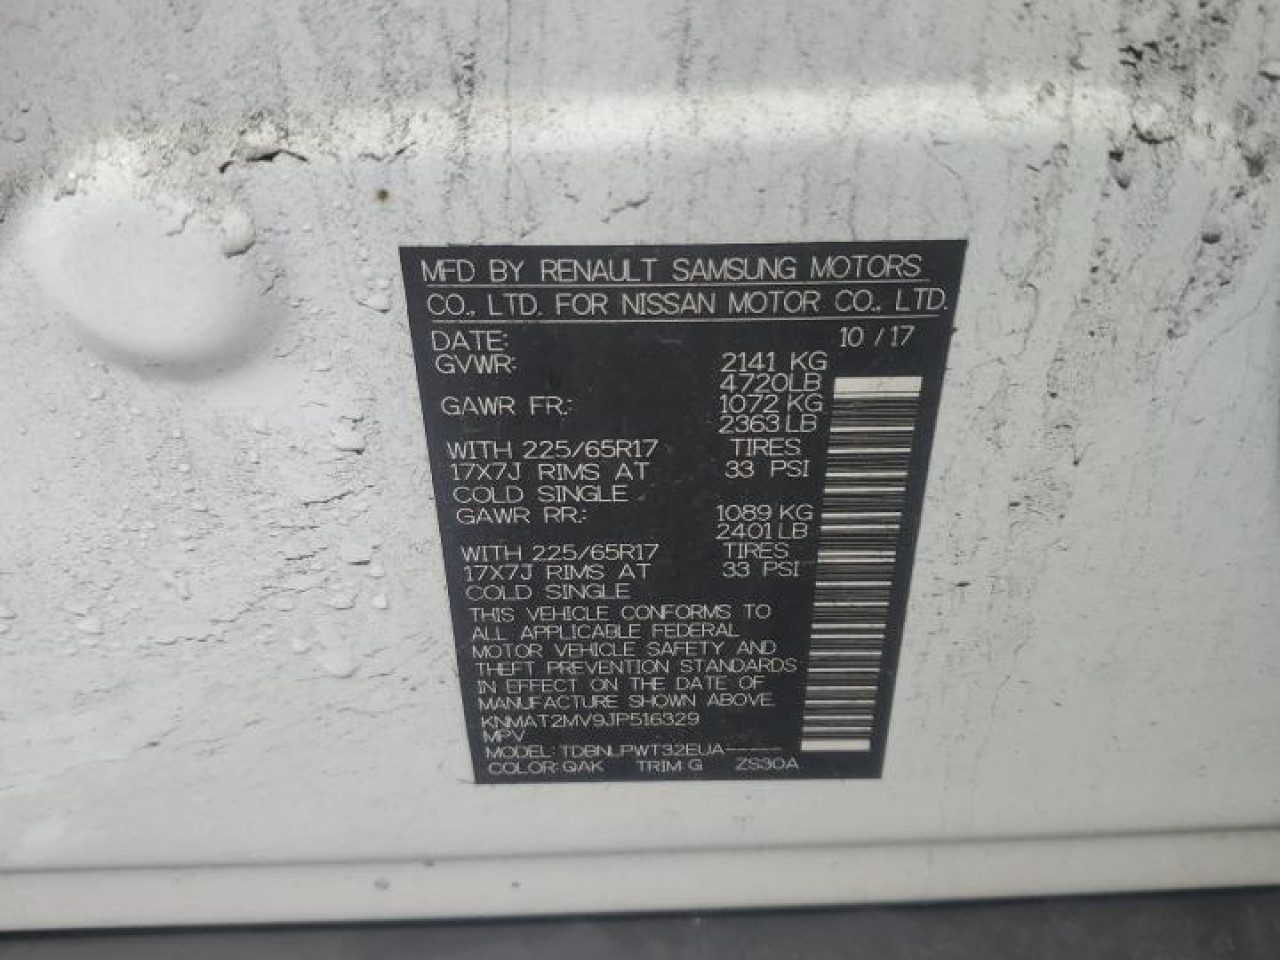 MFD BY RENAULT SAMSUNG MOTORS
CO., LTD. FOR NISSAN MOTOR CO., LTD.
DATE: 10 / 17
GVWR: 2141 KG
4720LB
GAWR FR.: 1072 KG
2363 LB
WITH 225/65R17 TIRES
17X7J RIMS AT 33 PSI
COLD SINGLE
GAWR RR.: 1089 KG
2401 LB
WITH 225/65R17 TIRES
17X7J RIMS AT 33 PSI
COLD SINGLE
THIS VEHICLE CONFORMS TO
ALL APPLICABLE FEDERAL
MOTOR VEHICLE SAFETY AND
THEFT PREVENTION STANDARDS
IN EFFECT ON THE DATE OF
MANUFACTURE SHOWN ABOVE.
KNMAT2MV9JP516329
MPV
MODEL: TDBNLPWT32EUA-----
COLOR: QAK TRIM G ZS30A